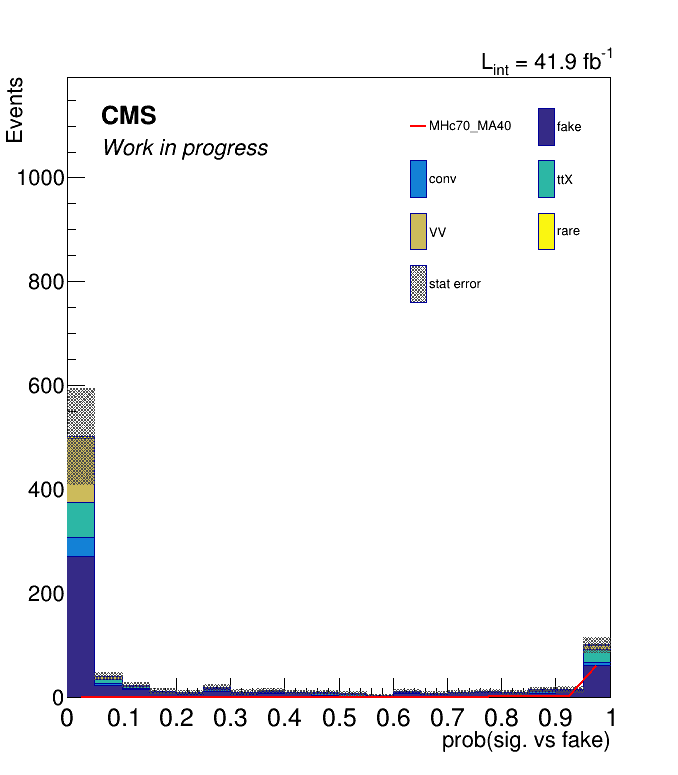 L_int = 41.9 fb^-1
Events
CMS
Work in progress
MHc70_MA40
fake
conv
ttX
VV
rare
stat error
1000
800
600
400
200
0
0 0.1 0.2 0.3 0.4 0.5 0.6 0.7 0.8 0.9 1
prob(sig. vs fake)